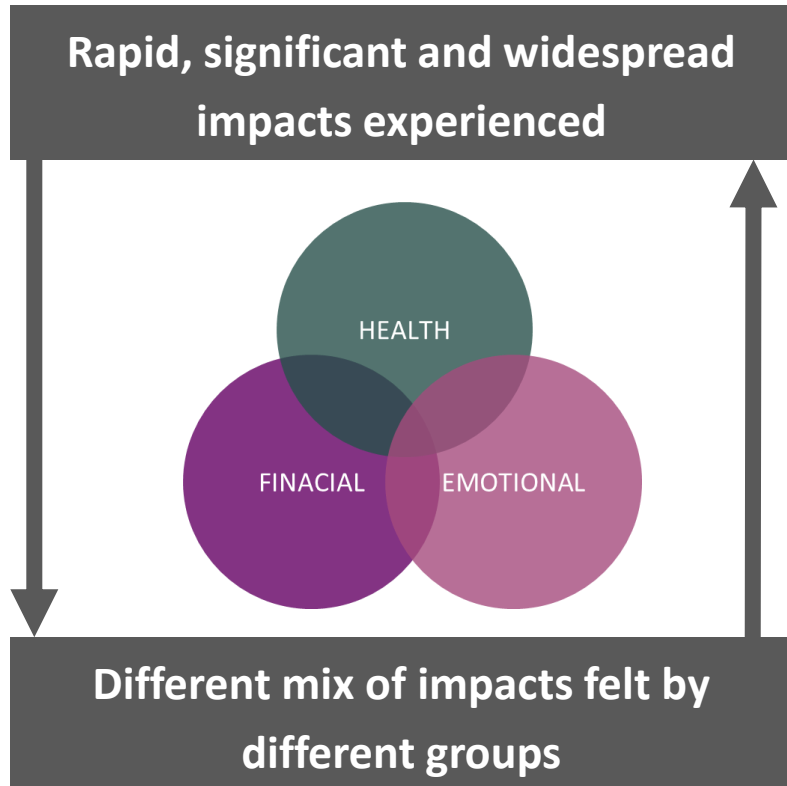 Rapid, significant and widespread
impacts experienced
HEALTH
FINACIAL
EMOTIONAL
Different mix of impacts felt by
different groups